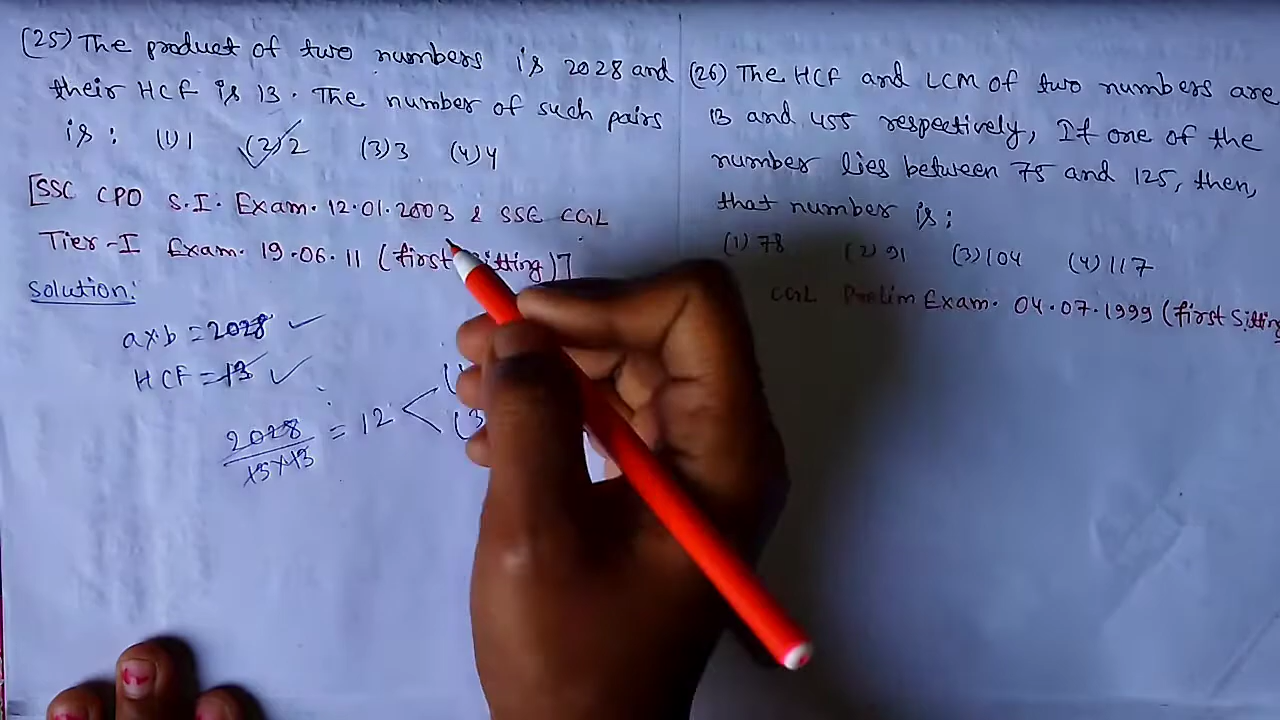 (25) The product of two numbers is 2028 and
their HCF is 13. The number of such pairs
is: (1) 1 (2) 2 (3) 3 (4) 4
[SSC CPO S.I. Exam. 12.01.2003 & SSC CGL
Tier-I Exam. 19.06.11 (first Sitting)]
Solution:
a×b = 2028
HCF = 13
2028
13×13
= 12
(1
(3
(26) The HCF and LCM of two numbers are
13 and 455 respectively, If one of the
number lies between 75 and 125, then,
that number is:
(1) 78 (2) 91 (3) 104 (4) 117
CGL Prelim Exam. 04.07.1999 (first Sitting